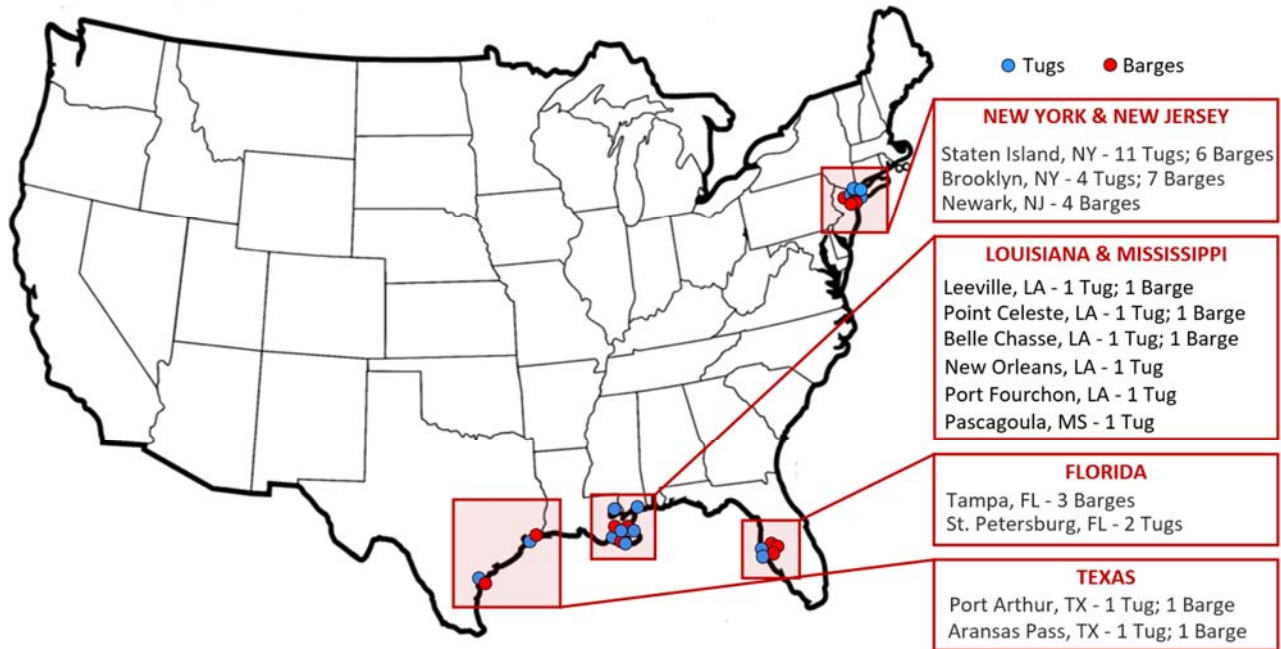 Tugs Barges
NEW YORK & NEW JERSEY
Staten Island, NY - 11 Tugs; 6 Barges
Brooklyn, NY - 4 Tugs; 7 Barges
Newark, NJ - 4 Barges
LOUISIANA & MISSISSIPPI
Leeville, LA - 1 Tug; 1 Barge
Point Celeste, LA - 1 Tug; 1 Barge
Belle Chasse, LA - 1 Tug; 1 Barge
New Orleans, LA - 1 Tug
Port Fourchon, LA - 1 Tug
Pascagoula, MS - 1 Tug
FLORIDA
Tampa, FL - 3 Barges
St. Petersburg, FL - 2 Tugs
TEXAS
Port Arthur, TX - 1 Tug; 1 Barge
Aransas Pass, TX - 1 Tug; 1 Barge